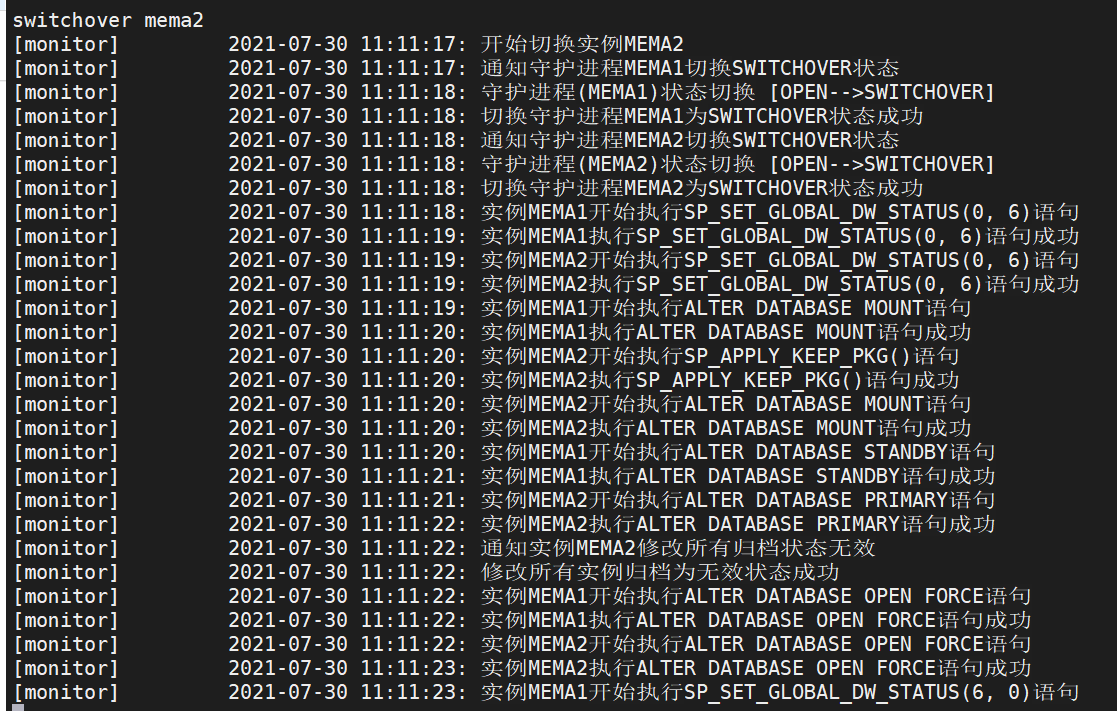 switchover mema2
[monitor] 2021-07-30 11:11:17: 开始切换实例MEMA2
[monitor] 2021-07-30 11:11:17: 通知守护进程MEMA1切换SWITCHOVER状态
[monitor] 2021-07-30 11:11:18: 守护进程(MEMA1)状态切换 [OPEN-->SWITCHOVER]
[monitor] 2021-07-30 11:11:18: 切换守护进程MEMA1为SWITCHOVER状态成功
[monitor] 2021-07-30 11:11:18: 通知守护进程MEMA2切换SWITCHOVER状态
[monitor] 2021-07-30 11:11:18: 守护进程(MEMA2)状态切换 [OPEN-->SWITCHOVER]
[monitor] 2021-07-30 11:11:18: 切换守护进程MEMA2为SWITCHOVER状态成功
[monitor] 2021-07-30 11:11:18: 实例MEMA1开始执行SP_SET_GLOBAL_DW_STATUS(0, 6)语句
[monitor] 2021-07-30 11:11:19: 实例MEMA1执行SP_SET_GLOBAL_DW_STATUS(0, 6)语句成功
[monitor] 2021-07-30 11:11:19: 实例MEMA2开始执行SP_SET_GLOBAL_DW_STATUS(0, 6)语句
[monitor] 2021-07-30 11:11:19: 实例MEMA2执行SP_SET_GLOBAL_DW_STATUS(0, 6)语句成功
[monitor] 2021-07-30 11:11:19: 实例MEMA1开始执行ALTER DATABASE MOUNT语句
[monitor] 2021-07-30 11:11:20: 实例MEMA1执行ALTER DATABASE MOUNT语句成功
[monitor] 2021-07-30 11:11:20: 实例MEMA2开始执行SP_APPLY_KEEP_PKG()语句
[monitor] 2021-07-30 11:11:20: 实例MEMA2执行SP_APPLY_KEEP_PKG()语句成功
[monitor] 2021-07-30 11:11:20: 实例MEMA2开始执行ALTER DATABASE MOUNT语句
[monitor] 2021-07-30 11:11:20: 实例MEMA2执行ALTER DATABASE MOUNT语句成功
[monitor] 2021-07-30 11:11:20: 实例MEMA1开始执行ALTER DATABASE STANDBY语句
[monitor] 2021-07-30 11:11:21: 实例MEMA1执行ALTER DATABASE STANDBY语句成功
[monitor] 2021-07-30 11:11:21: 实例MEMA2开始执行ALTER DATABASE PRIMARY语句
[monitor] 2021-07-30 11:11:22: 实例MEMA2执行ALTER DATABASE PRIMARY语句成功
[monitor] 2021-07-30 11:11:22: 通知实例MEMA2修改所有归档状态无效
[monitor] 2021-07-30 11:11:22: 修改所有实例归档为无效状态成功
[monitor] 2021-07-30 11:11:22: 实例MEMA1开始执行ALTER DATABASE OPEN FORCE语句
[monitor] 2021-07-30 11:11:22: 实例MEMA1执行ALTER DATABASE OPEN FORCE语句成功
[monitor] 2021-07-30 11:11:22: 实例MEMA2开始执行ALTER DATABASE OPEN FORCE语句
[monitor] 2021-07-30 11:11:23: 实例MEMA2执行ALTER DATABASE OPEN FORCE语句成功
[monitor] 2021-07-30 11:11:23: 实例MEMA1开始执行SP_SET_GLOBAL_DW_STATUS(6, 0)语句